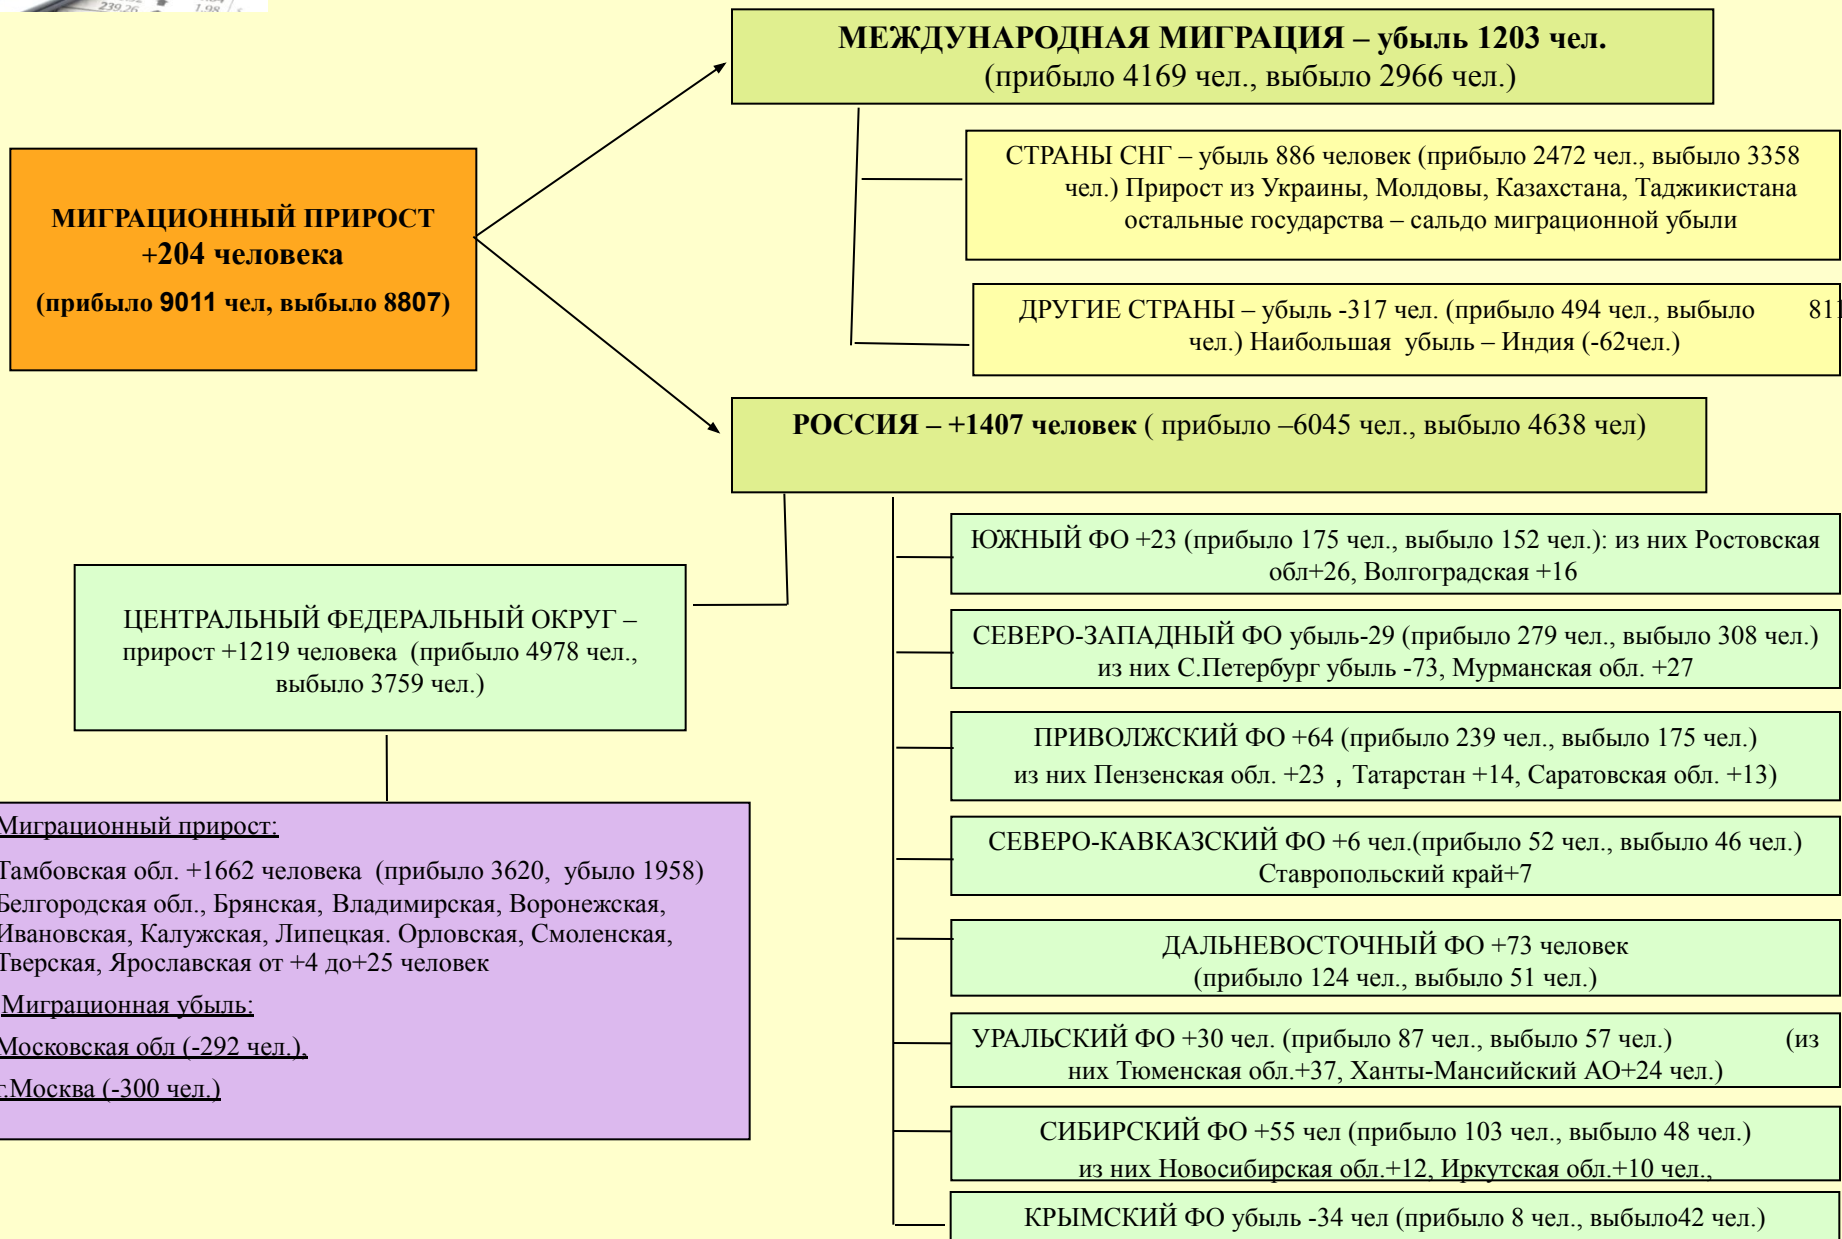 239.26
1.98
МЕЖДУНАРОДНАЯ МИГРАЦИЯ – убыль 1203 чел.
(прибыло 4169 чел., выбыло 2966 чел.)
СТРАНЫ СНГ – убыль 886 человек (прибыло 2472 чел., выбыло 3358
чел.) Прирост из Украины, Молдовы, Казахстана, Таджикистана
остальные государства – сальдо миграционной убыли
МИГРАЦИОННЫЙ ПРИРОСТ
+204 человека
(прибыло 9011 чел, выбыло 8807)
ДРУГИЕ СТРАНЫ – убыль -317 чел. (прибыло 494 чел., выбыло 811
чел.) Наибольшая убыль – Индия (-62чел.)
РОССИЯ – +1407 человек ( прибыло –6045 чел., выбыло 4638 чел)
ЦЕНТРАЛЬНЫЙ ФЕДЕРАЛЬНЫЙ ОКРУГ –
прирост +1219 человека (прибыло 4978 чел.,
выбыло 3759 чел.)
Миграционный прирост:
Тамбовская обл. +1662 человека (прибыло 3620, убыло 1958)
Белгородская обл., Брянская, Владимирская, Воронежская,
Ивановская, Калужская, Липецкая. Орловская, Смоленская,
Тверская, Ярославская от +4 до+25 человек
Миграционная убыль:
Московская обл (-292 чел.),
г.Москва (-300 чел.)
ЮЖНЫЙ ФО +23 (прибыло 175 чел., выбыло 152 чел.): из них Ростовская
обл+26, Волгоградская +16
СЕВЕРО-ЗАПАДНЫЙ ФО убыль-29 (прибыло 279 чел., выбыло 308 чел.)
из них С.Петербург убыль -73, Мурманская обл. +27
ПРИВОЛЖСКИЙ ФО +64 (прибыло 239 чел., выбыло 175 чел.)
из них Пензенская обл. +23 , Татарстан +14, Саратовская обл. +13)
СЕВЕРО-КАВКАЗСКИЙ ФО +6 чел.(прибыло 52 чел., выбыло 46 чел.)
Ставропольский край+7
ДАЛЬНЕВОСТОЧНЫЙ ФО +73 человек
(прибыло 124 чел., выбыло 51 чел.)
УРАЛЬСКИЙ ФО +30 чел. (прибыло 87 чел., выбыло 57 чел.) (из
них Тюменская обл.+37, Ханты-Мансийский АО+24 чел.)
СИБИРСКИЙ ФО +55 чел (прибыло 103 чел., выбыло 48 чел.)
из них Новосибирская обл.+12, Иркутская обл.+10 чел.,
КРЫМСКИЙ ФО убыль -34 чел (прибыло 8 чел., выбыло42 чел.)